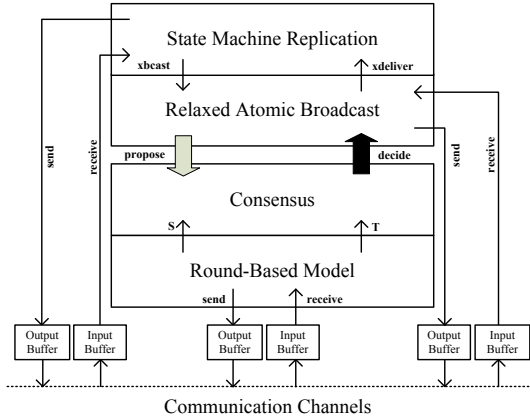 State Machine Replication
xbcast
xdeliver
Relaxed Atomic Broadcast
send
receive
propose
decide
send
receive
Consensus
S
T
Round-Based Model
send
receive
Output
Buffer
Input
Buffer
Output
Buffer
Input
Buffer
Output
Buffer
Input
Buffer
Communication Channels